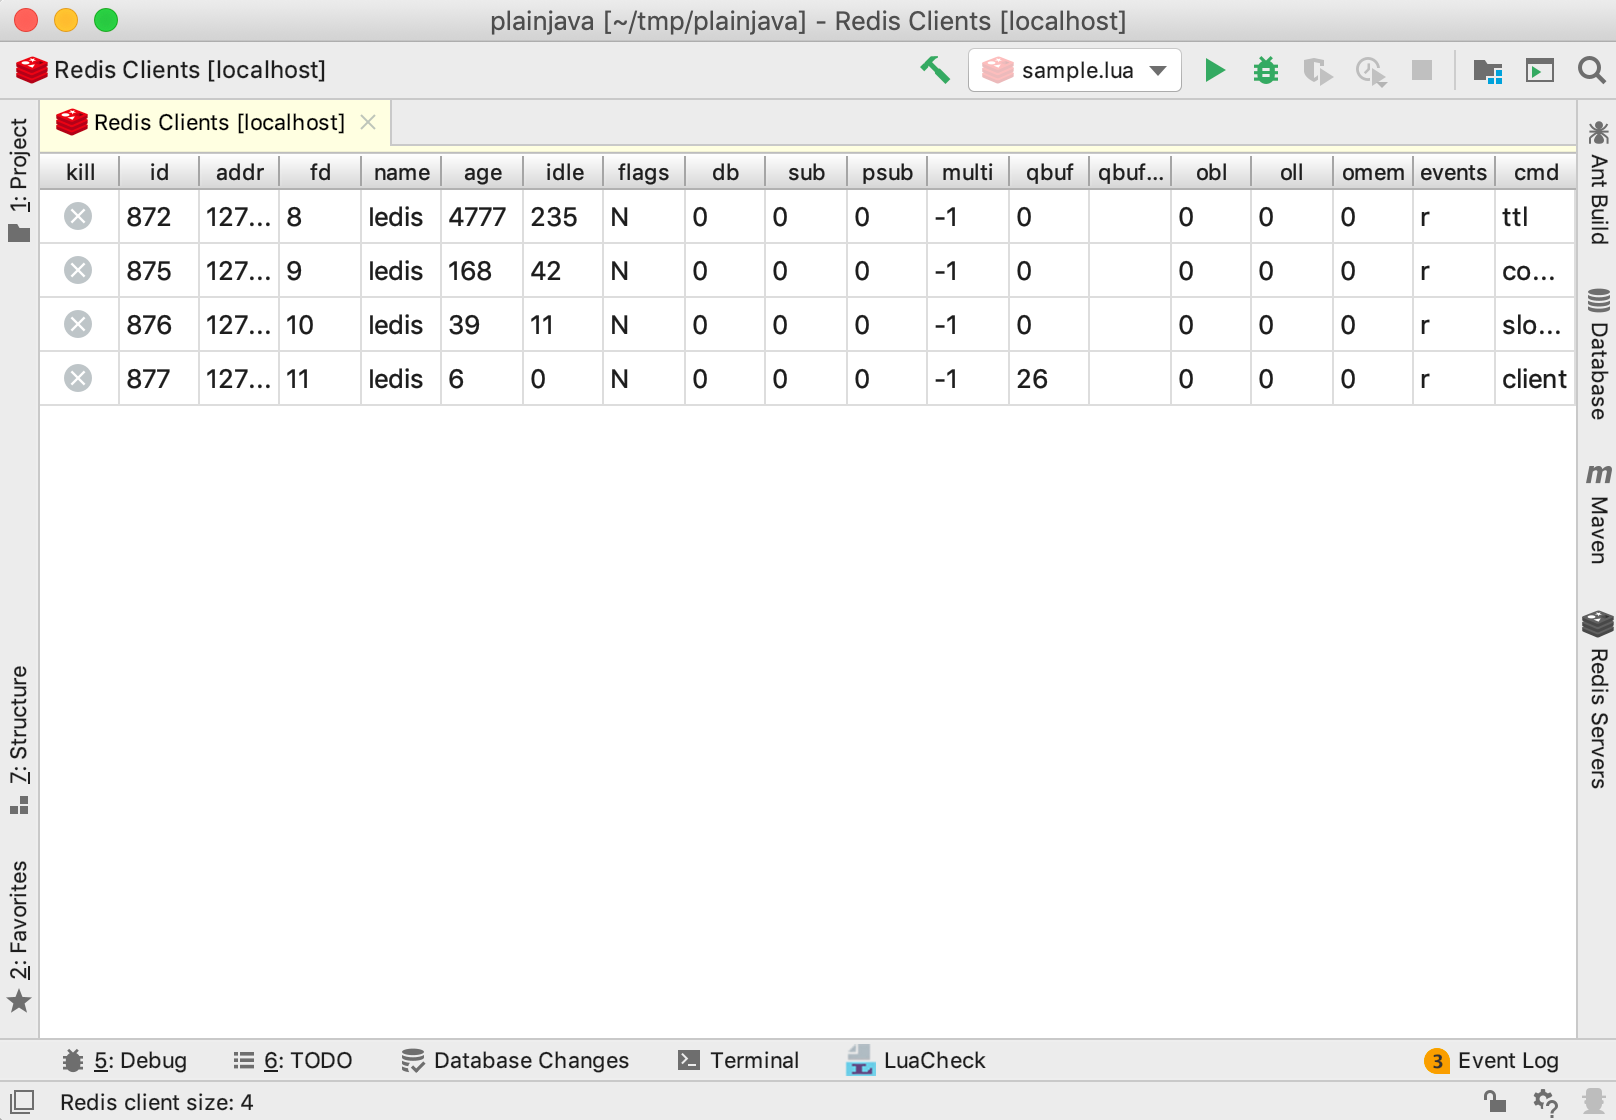 plainjava [~/tmp/plainjava] - Redis Clients [localhost]
Redis Clients [localhost]
sample.lua
Redis Clients [localhost]
kill id addr fd name age idle flags db sub psub multi qbuf qbuf... obl oll omem events cmd
872 127... 8 ledis 4777 235 N 0 0 0 -1 0 0 0 0 r ttl
875 127... 9 ledis 168 42 N 0 0 0 -1 0 0 0 0 r co...
876 127... 10 ledis 39 11 N 0 0 0 -1 0 0 0 0 r slo...
877 127... 11 ledis 6 0 N 0 0 0 -1 26 0 0 0 r client
1: Project
7: Structure
2: Favorites
Ant Build
Database
m
Maven
Redis Servers
5: Debug 6: TODO Database Changes Terminal LuaCheck 3 Event Log
Redis client size: 4